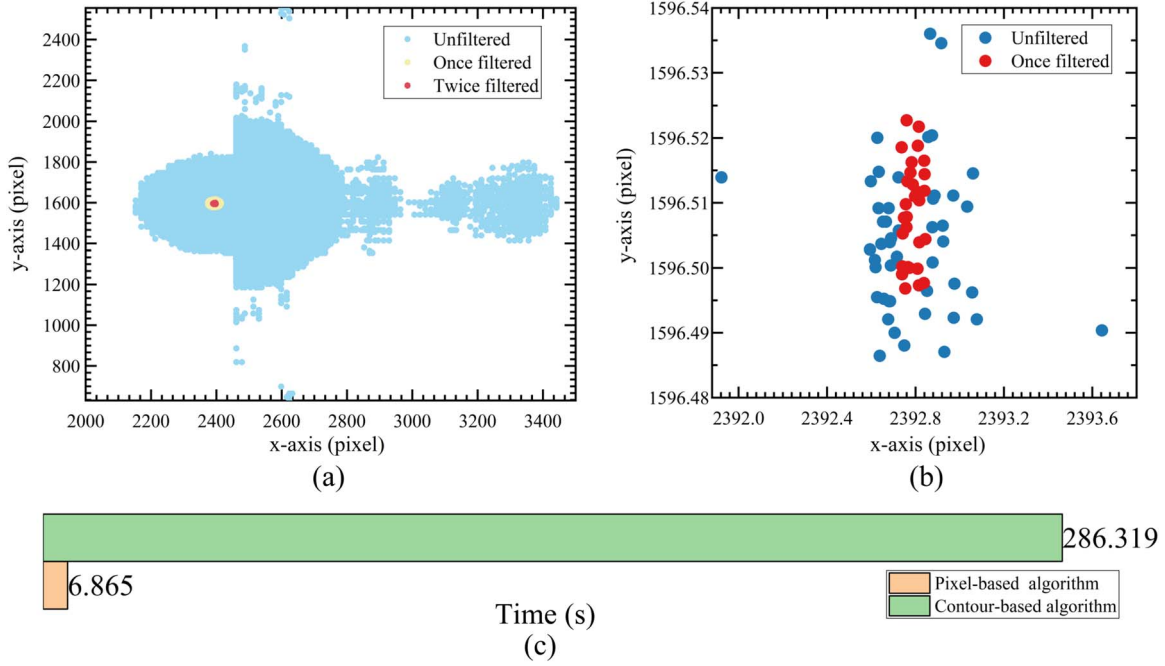 2400
2200
2000
1800
1600
1400
1200
1000
800
y-axis (pixel)
Unfiltered
Once filtered
Twice filtered
2000 2200 2400 2600 2800 3000 3200 3400
x-axis (pixel)
(a)
1596.54
1596.53
1596.52
1596.51
1596.50
1596.49
1596.48
y-axis (pixel)
Unfiltered
Once filtered
2392.0 2392.4 2392.8 2393.2 2393.6
x-axis (pixel)
(b)
286.319
6.865
Pixel-based algorithm
Contour-based algorithm
Time (s)
(c)